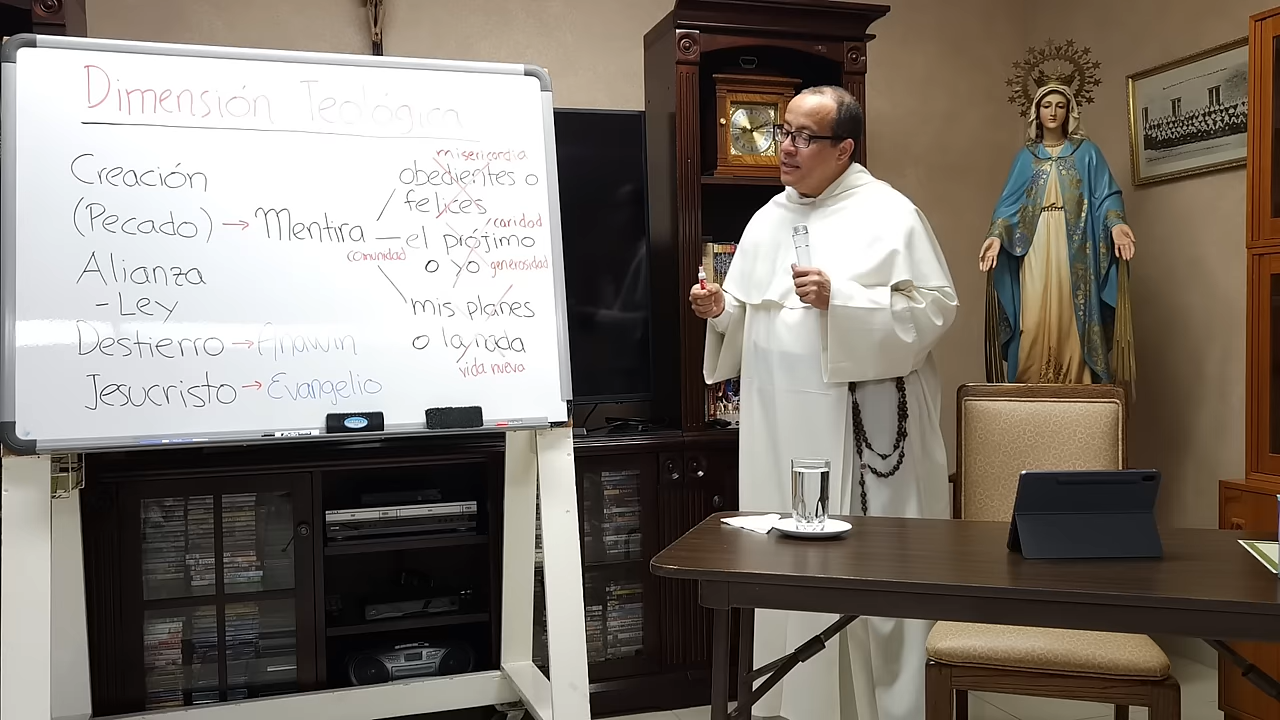 Dimensión Teológica
Creación
(Pecado) → Mentira
Alianza
- Ley
Destierro → Anawin
Jesucristo → Evangelio
misericordia
obedientes o
felices
caridad
el prójimo
comunidad
o yo
generosidad
mis planes
o la nada
vida nueva